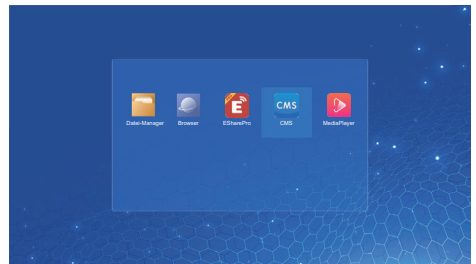 E
CMS
Datei-Manager
Browser
ESharePro
CMS
MediaPlayer